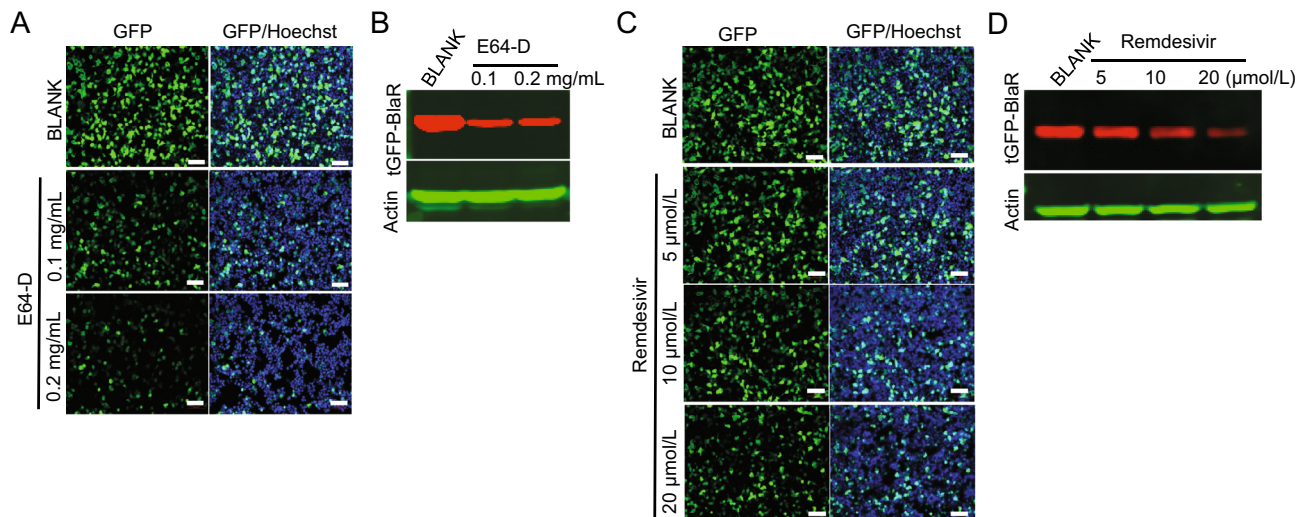 A
GFP
GFP/Hoechst
BLANK
E64-D
0.1 mg/mL
0.2 mg/mL
B
BLANK
E64-D
0.1
0.2 mg/mL
tGFP-BlaR
Actin
C
GFP
GFP/Hoechst
BLANK
Remdesivir
5 μmol/L
10 μmol/L
20 μmol/L
D
BLANK
Remdesivir
5
10
20 (μmol/L)
tGFP-BlaR
Actin